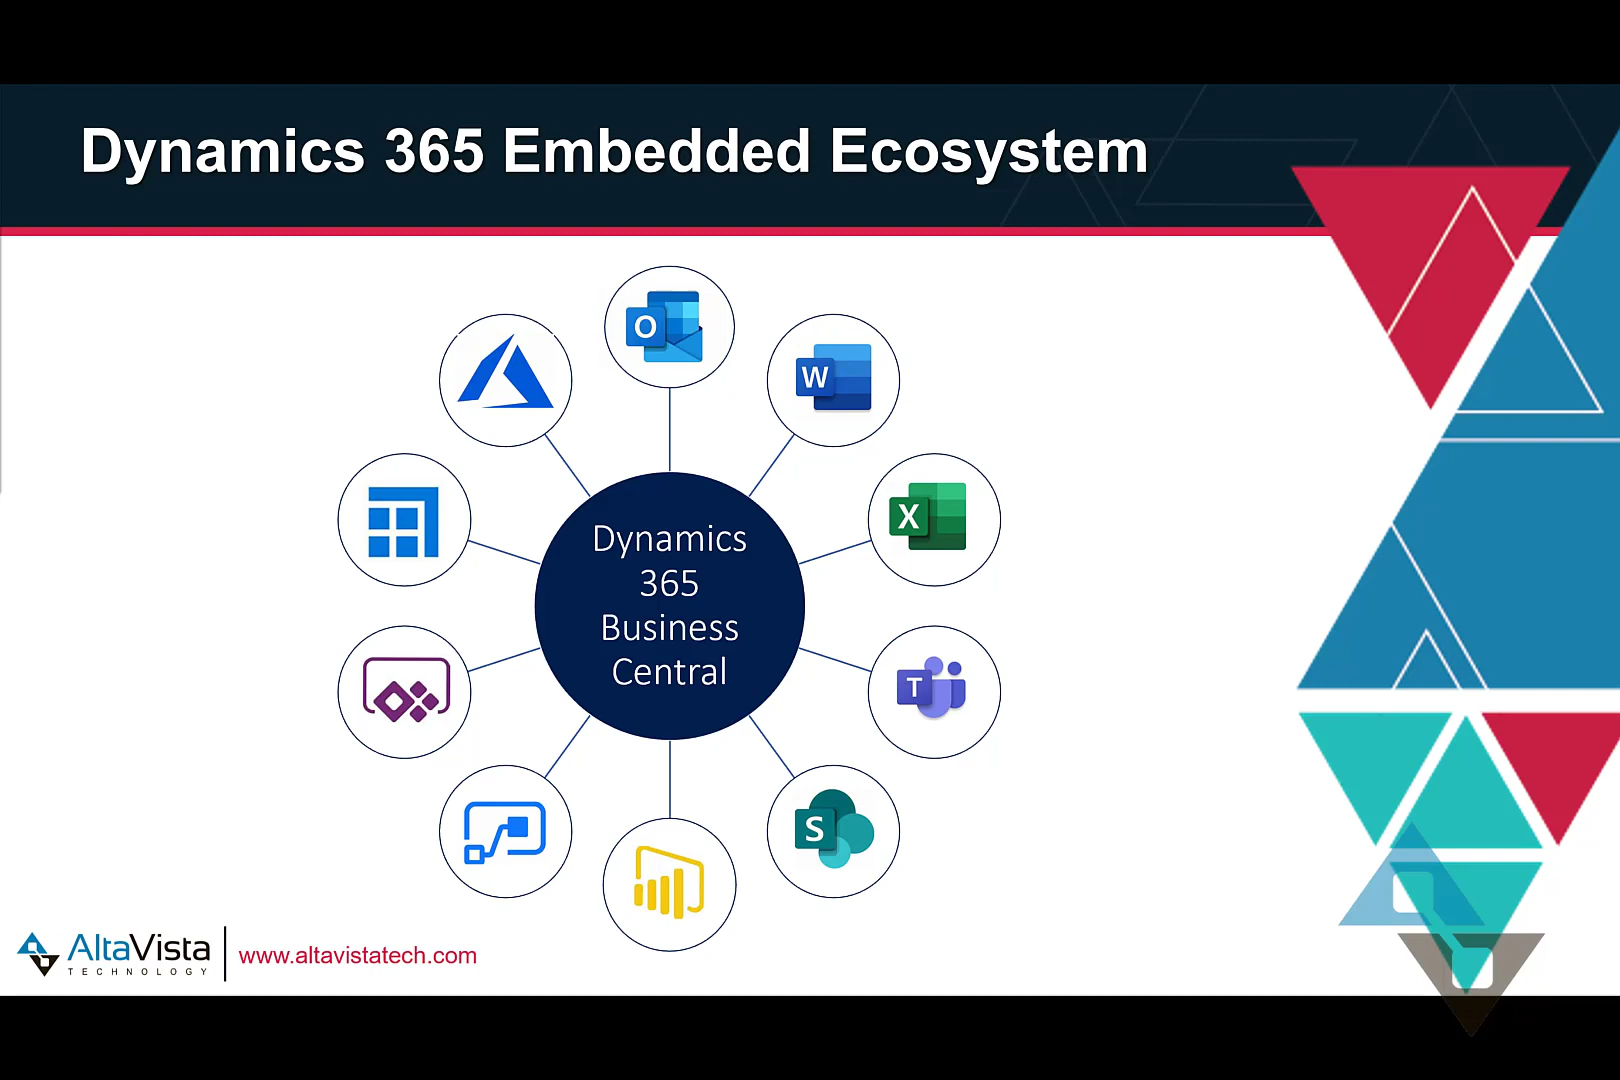 Dynamics 365 Embedded Ecosystem
O
W
X
Dynamics
365
Business
Central
T
S
AltaVista
TECHNOLOGY
www.altavistatech.com